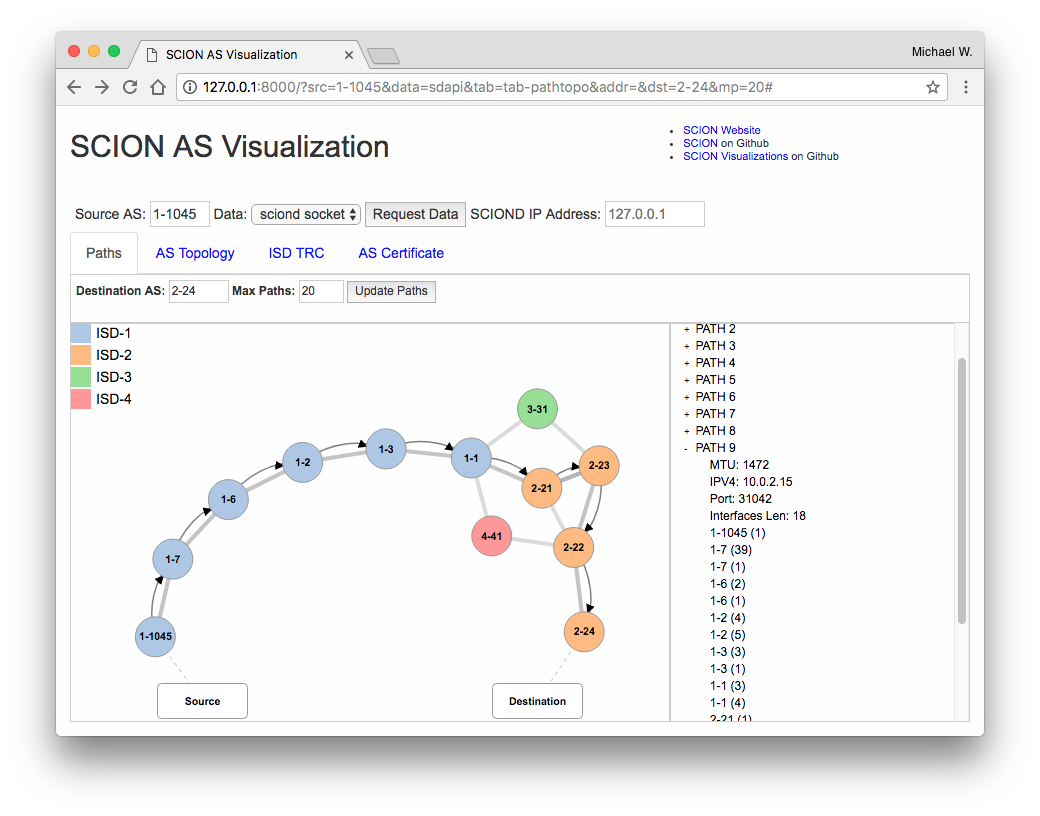 SCION AS Visualization
Michael W.
127.0.0.1:8000/?src=1-1045&data=sdapi&tab=tab-pathtopo&addr=&dst=2-24&mp=20#
SCION AS Visualization
SCION Website
SCION on Github
SCION Visualizations on Github
Source AS: 1-1045 Data: sciond socket Request Data SCIOND IP Address: 127.0.0.1
Paths AS Topology ISD TRC AS Certificate
Destination AS: 2-24 Max Paths: 20 Update Paths
ISD-1
ISD-2
ISD-3
ISD-4
3-31
1-3
1-1
1-2
2-23
2-21
1-6
4-41
2-22
1-7
1-1045
2-24
Source
Destination
+ PATH 2
+ PATH 3
+ PATH 4
+ PATH 5
+ PATH 6
+ PATH 7
+ PATH 8
- PATH 9
MTU: 1472
IPV4: 10.0.2.15
Port: 31042
Interfaces Len: 18
1-1045 (1)
1-7 (39)
1-7 (1)
1-6 (2)
1-6 (1)
1-2 (4)
1-2 (5)
1-3 (3)
1-3 (1)
1-1 (3)
1-1 (4)
2-21 (1)